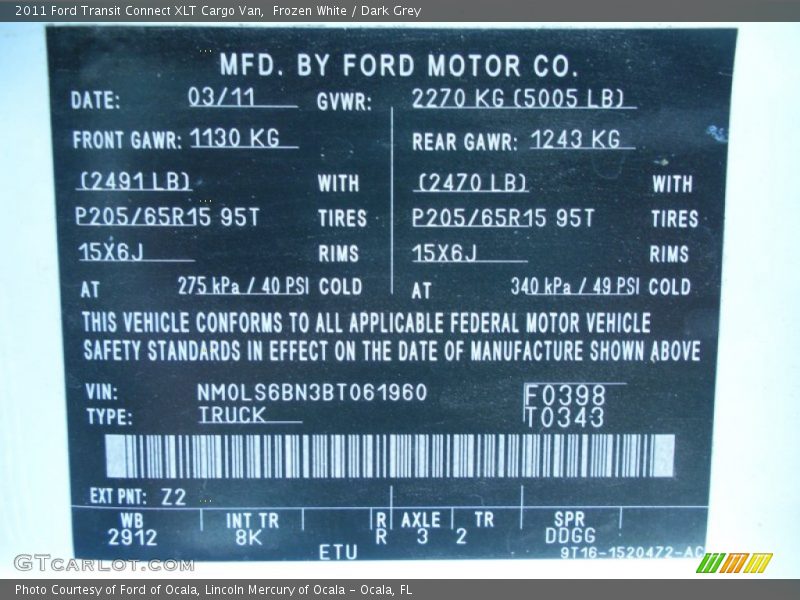 2011 Ford Transit Connect XLT Cargo Van, Frozen White / Dark Grey
MFD. BY FORD MOTOR CO.
DATE: 03/11 GVWR: 2270 KG (5005 LB)
FRONT GAWR: 1130 KG REAR GAWR: 1243 KG
(2491 LB) WITH (2470 LB) WITH
P205/65R15 95T TIRES P205/65R15 95T TIRES
15X6J RIMS 15X6J RIMS
AT 275 kPa / 40 PSI COLD AT 340 kPa / 49 PSI COLD
THIS VEHICLE CONFORMS TO ALL APPLICABLE FEDERAL MOTOR VEHICLE
SAFETY STANDARDS IN EFFECT ON THE DATE OF MANUFACTURE SHOWN ABOVE
VIN: NM0LS6BN3BT061960 F0398
TYPE: TRUCK T0343
EXT PNT: Z2
WB INT TR R AXLE TR SPR
2912 8K R 3 2 DDGG
ETU 9T16-1520472-AC
GTCARLOT.COM
Photo Courtesy of Ford of Ocala, Lincoln Mercury of Ocala - Ocala, FL